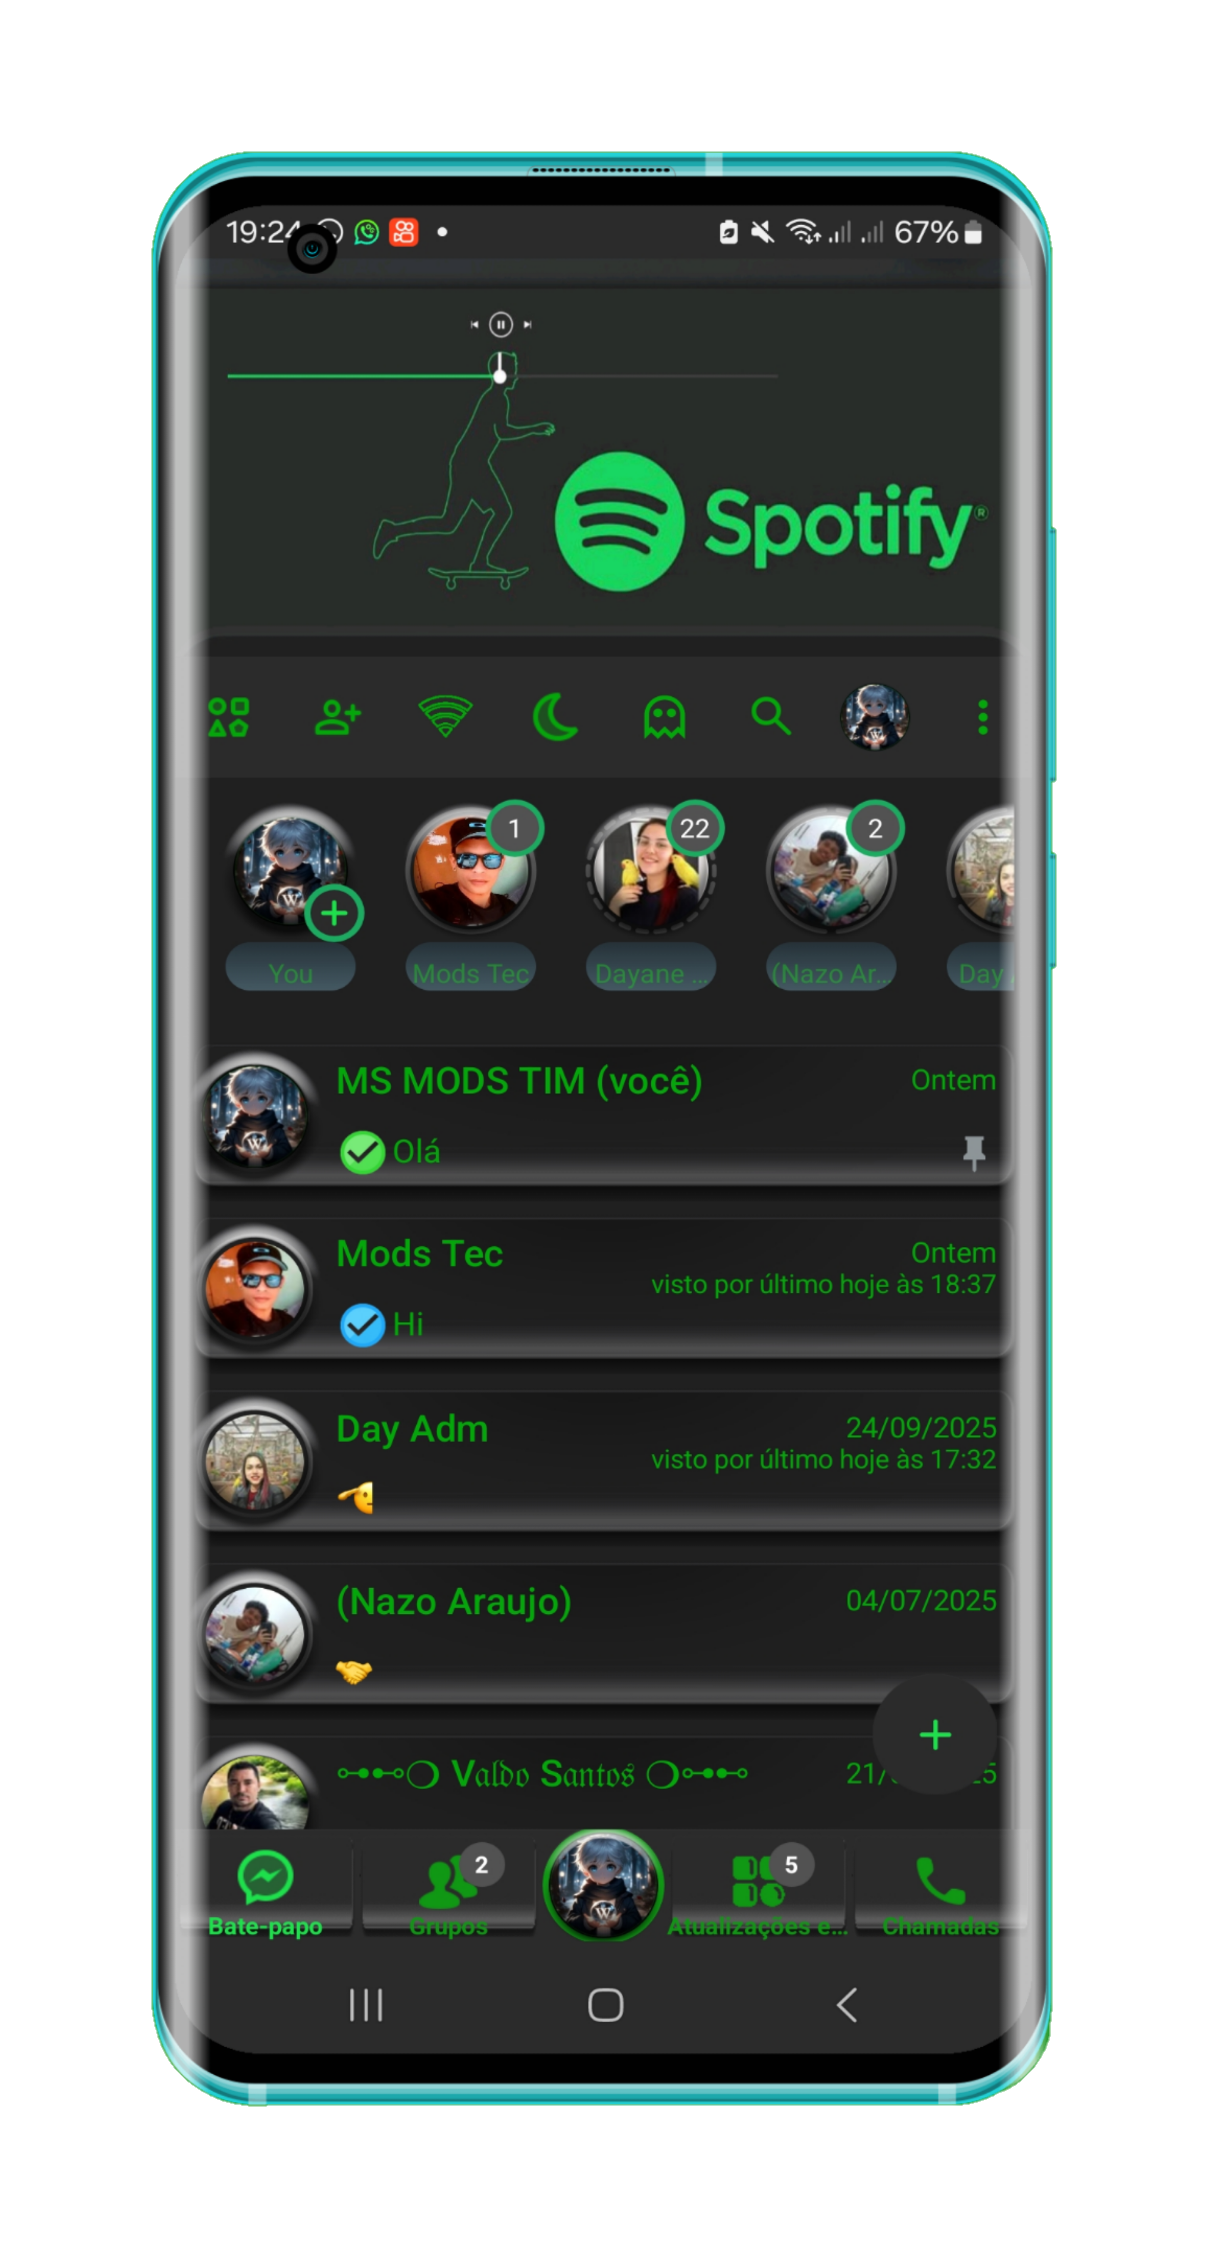 19:24
67%
Spotify®
1
22
2
You
Mods Tec
Dayane ...
(Nazo Ar...
Day
MS MODS TIM (você)
Ontem
Olá
Mods Tec
Ontem
visto por último hoje às 18:37
Hi
Day Adm
24/09/2025
visto por último hoje às 17:32
(Nazo Araujo)
04/07/2025
𝔙aldo Santos
21/
5
2
5
Bate-papo
Grupos
Atualizações e...
Chamadas